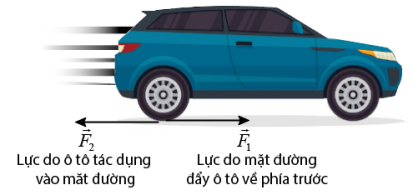 F⃗₂ F⃗₁
Lực do ô tô tác dụng
vào mặt đường
Lực do mặt đường
đẩy ô tô về phía trước